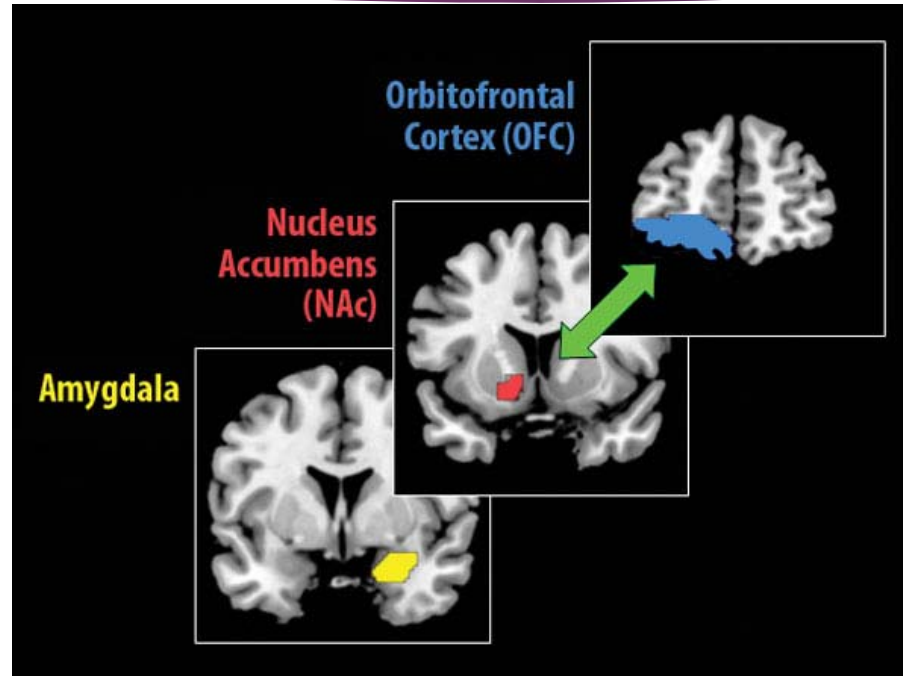 Orbitofrontal
Cortex (OFC)
Nucleus
Accumbens
(NAc)
Amygdala